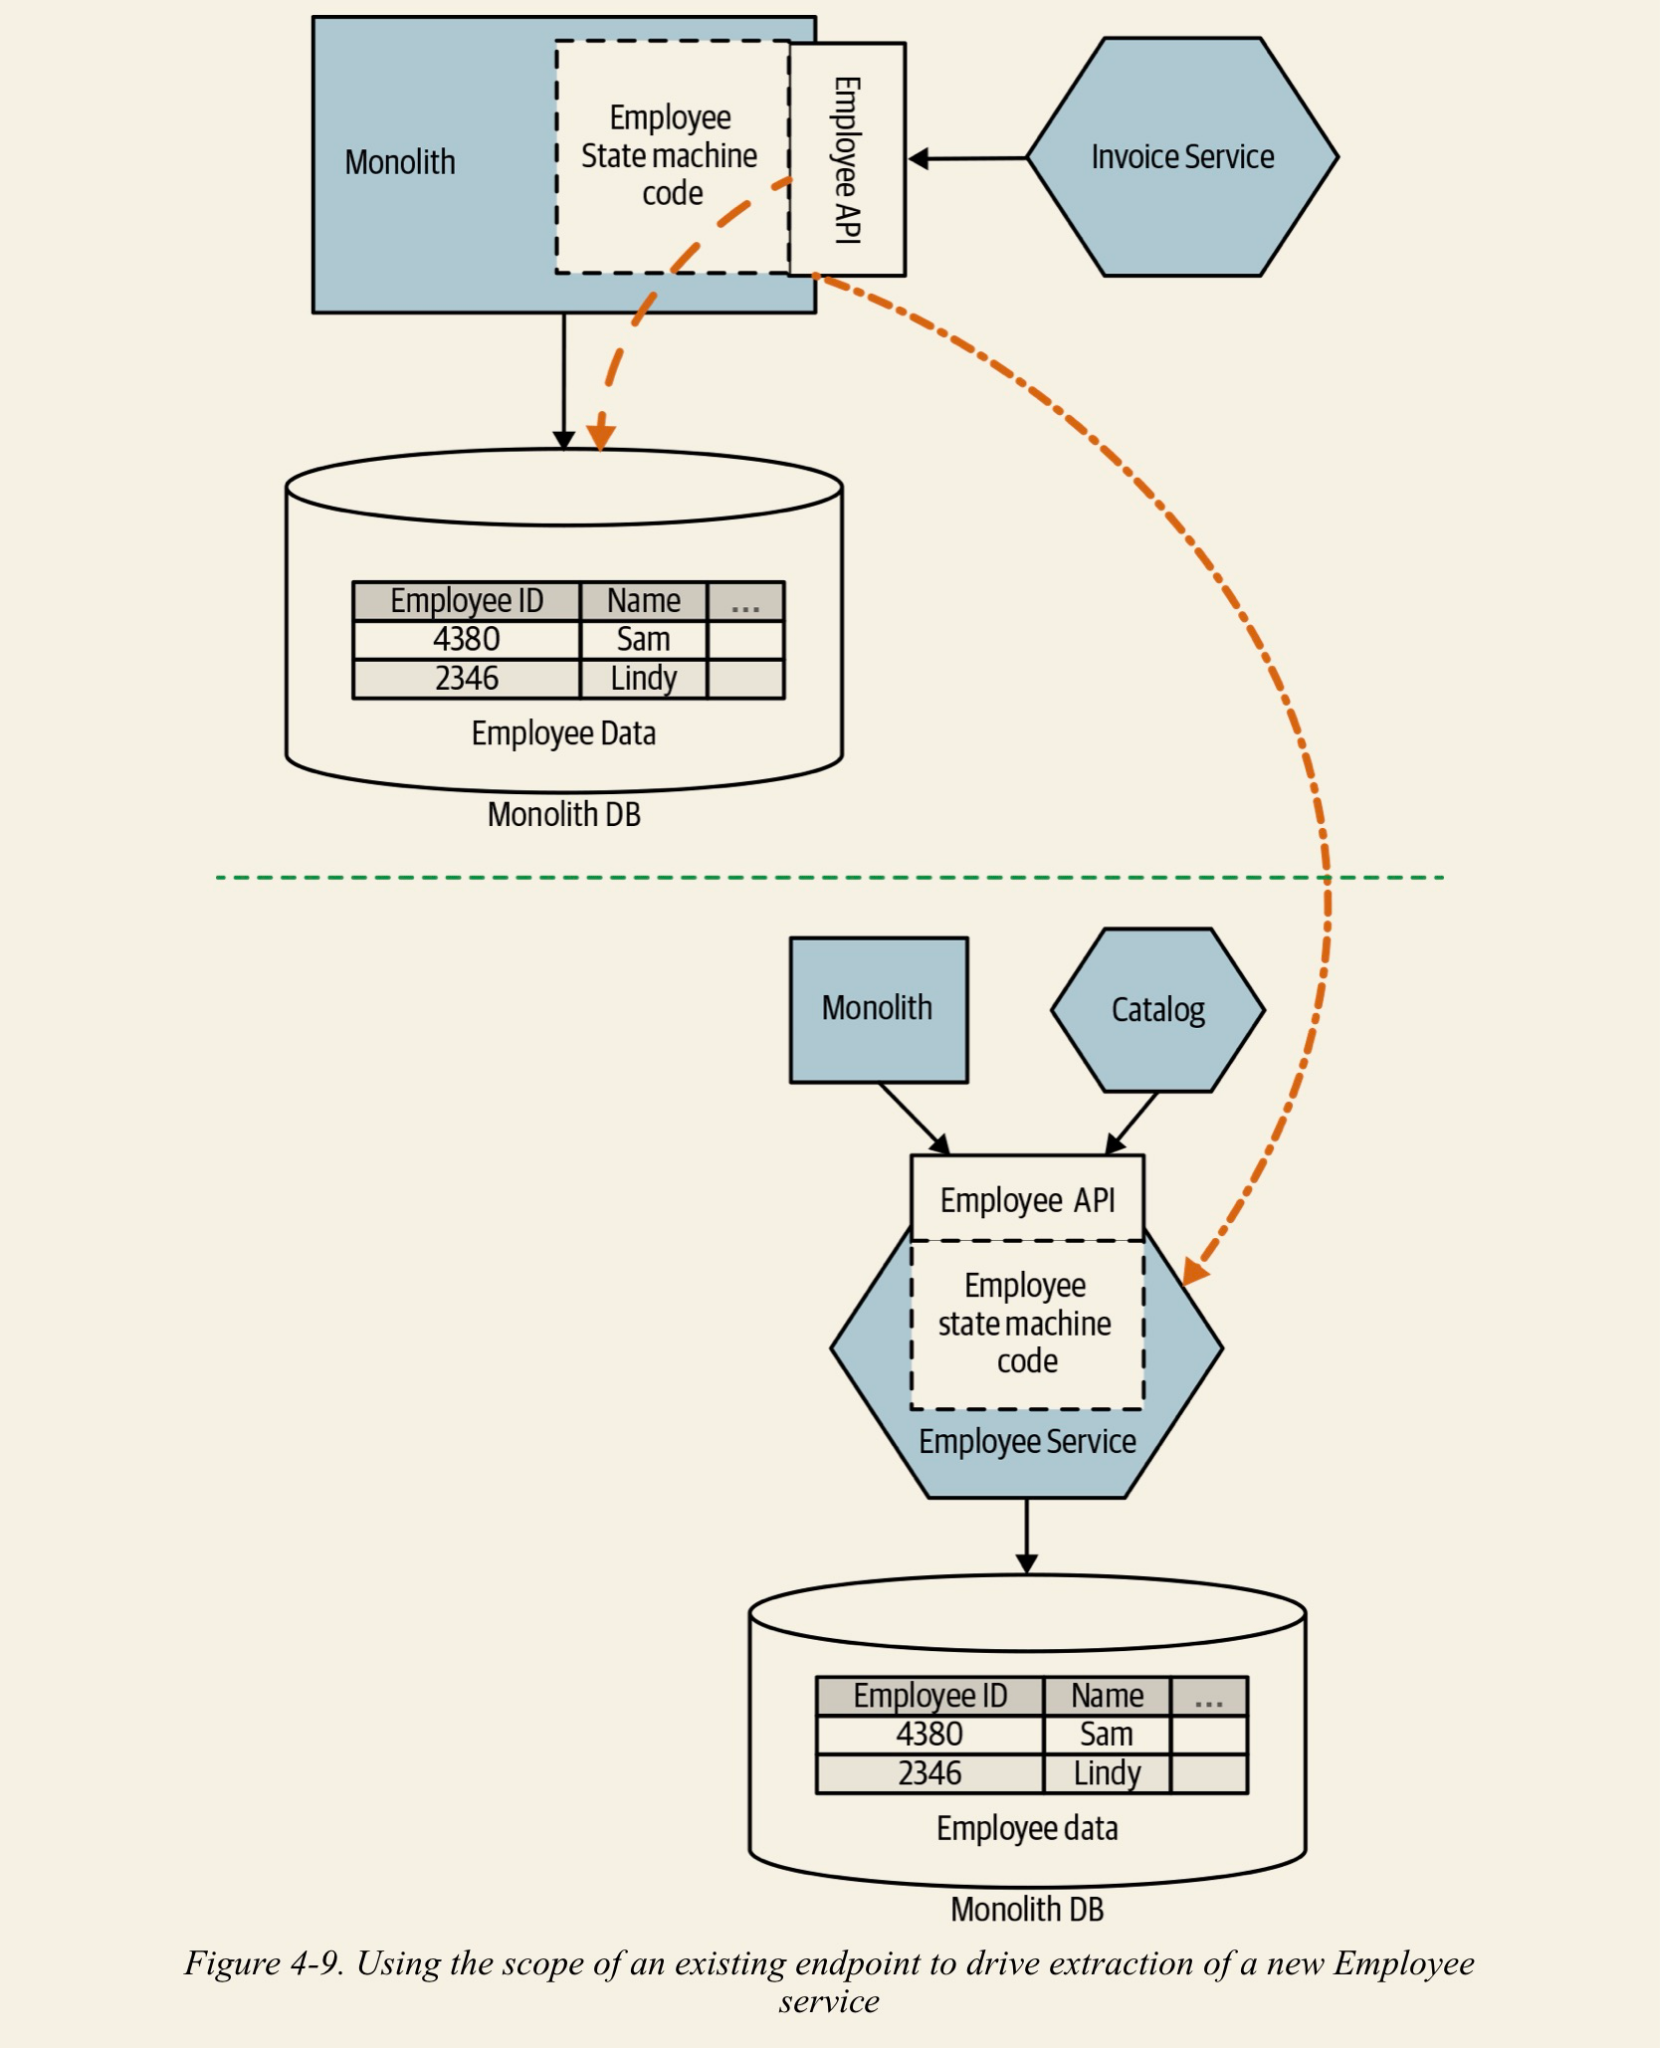 Monolith
Employee
State machine
code
Employee API
Invoice Service
Employee ID Name ...
4380 Sam
2346 Lindy
Employee Data
Monolith DB
Monolith
Catalog
Employee API
Employee
state machine
code
Employee Service
Employee ID Name ...
4380 Sam
2346 Lindy
Employee data
Monolith DB
Figure 4-9. Using the scope of an existing endpoint to drive extraction of a new Employee
service